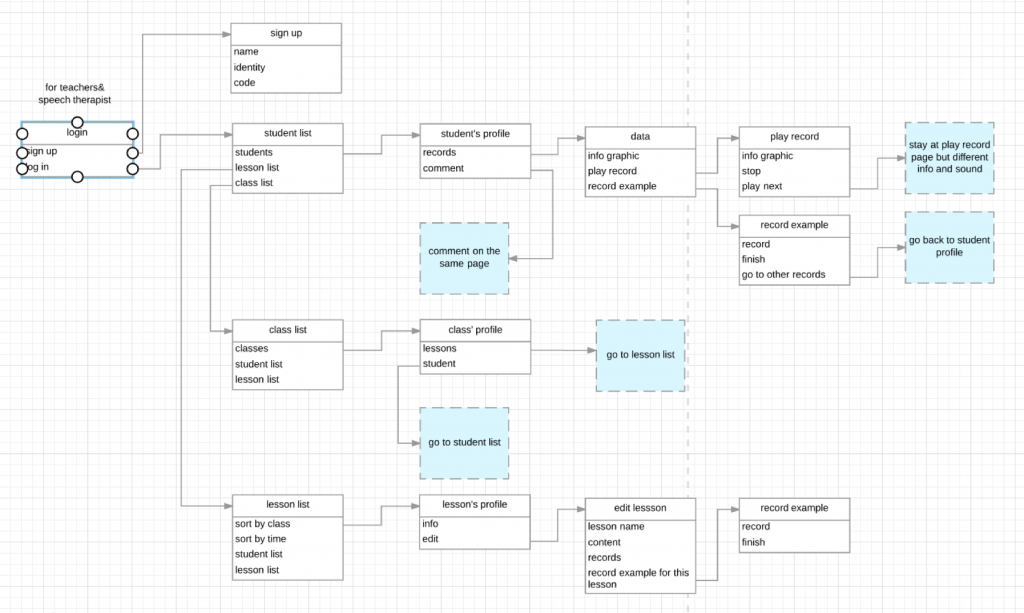 sign up
name
identity
code
for teachers&
speech therapist
login
sign up
log in
student list
students
lesson list
class list
student's profile
records
comment
data
info graphic
play record
record example
play record
info graphic
stop
play next
stay at play record
page but different
info and sound
record example
record
finish
go to other records
go back to student
profile
comment on the
same page
class list
classes
student list
lesson list
class' profile
lessons
student
go to lesson list
go to student list
lesson list
sort by class
sort by time
student list
lesson list
lesson's profile
info
edit
edit lessson
lesson name
content
records
record example for this
lesson
record example
record
finish